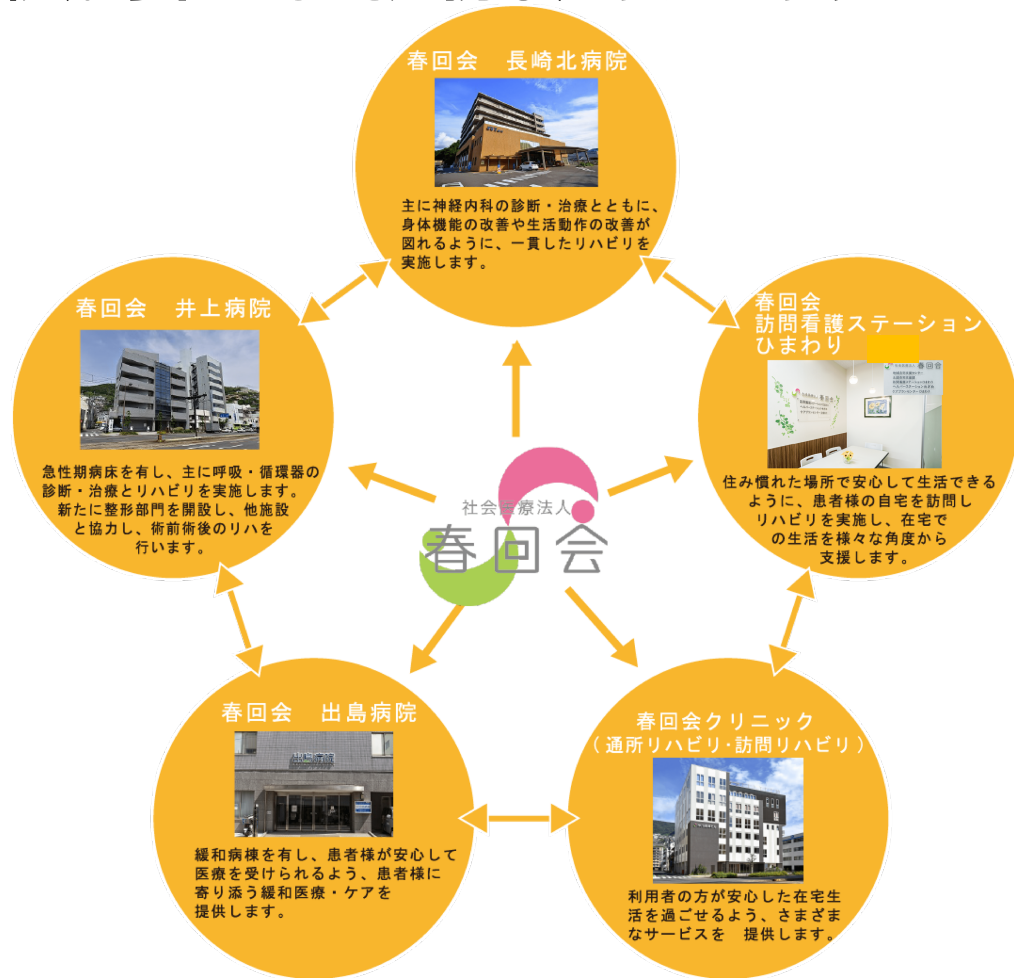 春回会　長崎北病院
主に神経内科の診断・治療とともに、
身体機能の改善や生活動作の改善が
図れるように、一貫したリハビリを
実施します。
春回会　井上病院
急性期病床を有し、主に呼吸・循環器の
診断・治療とリハビリを実施します。
新たに整形部門を開設し、他施設
と協力し、術前術後のリハを
行います。
春回会
訪問看護ステーション
ひまわり
住み慣れた場所で安心して生活できる
ように、患者様の自宅を訪問し
リハビリを実施し、在宅で
の生活を様々な角度から
支援します。
社会医療法人
春回会
春回会　出島病院
出島病院
緩和病棟を有し、患者様が安心して
医療を受けられるよう、患者様に
寄り添う緩和医療・ケアを
提供します。
春回会クリニック
（通所リハビリ・訪問リハビリ）
利用者の方が安心した在宅生
活を過ごせるよう、さまざま
なサービスを　提供します。